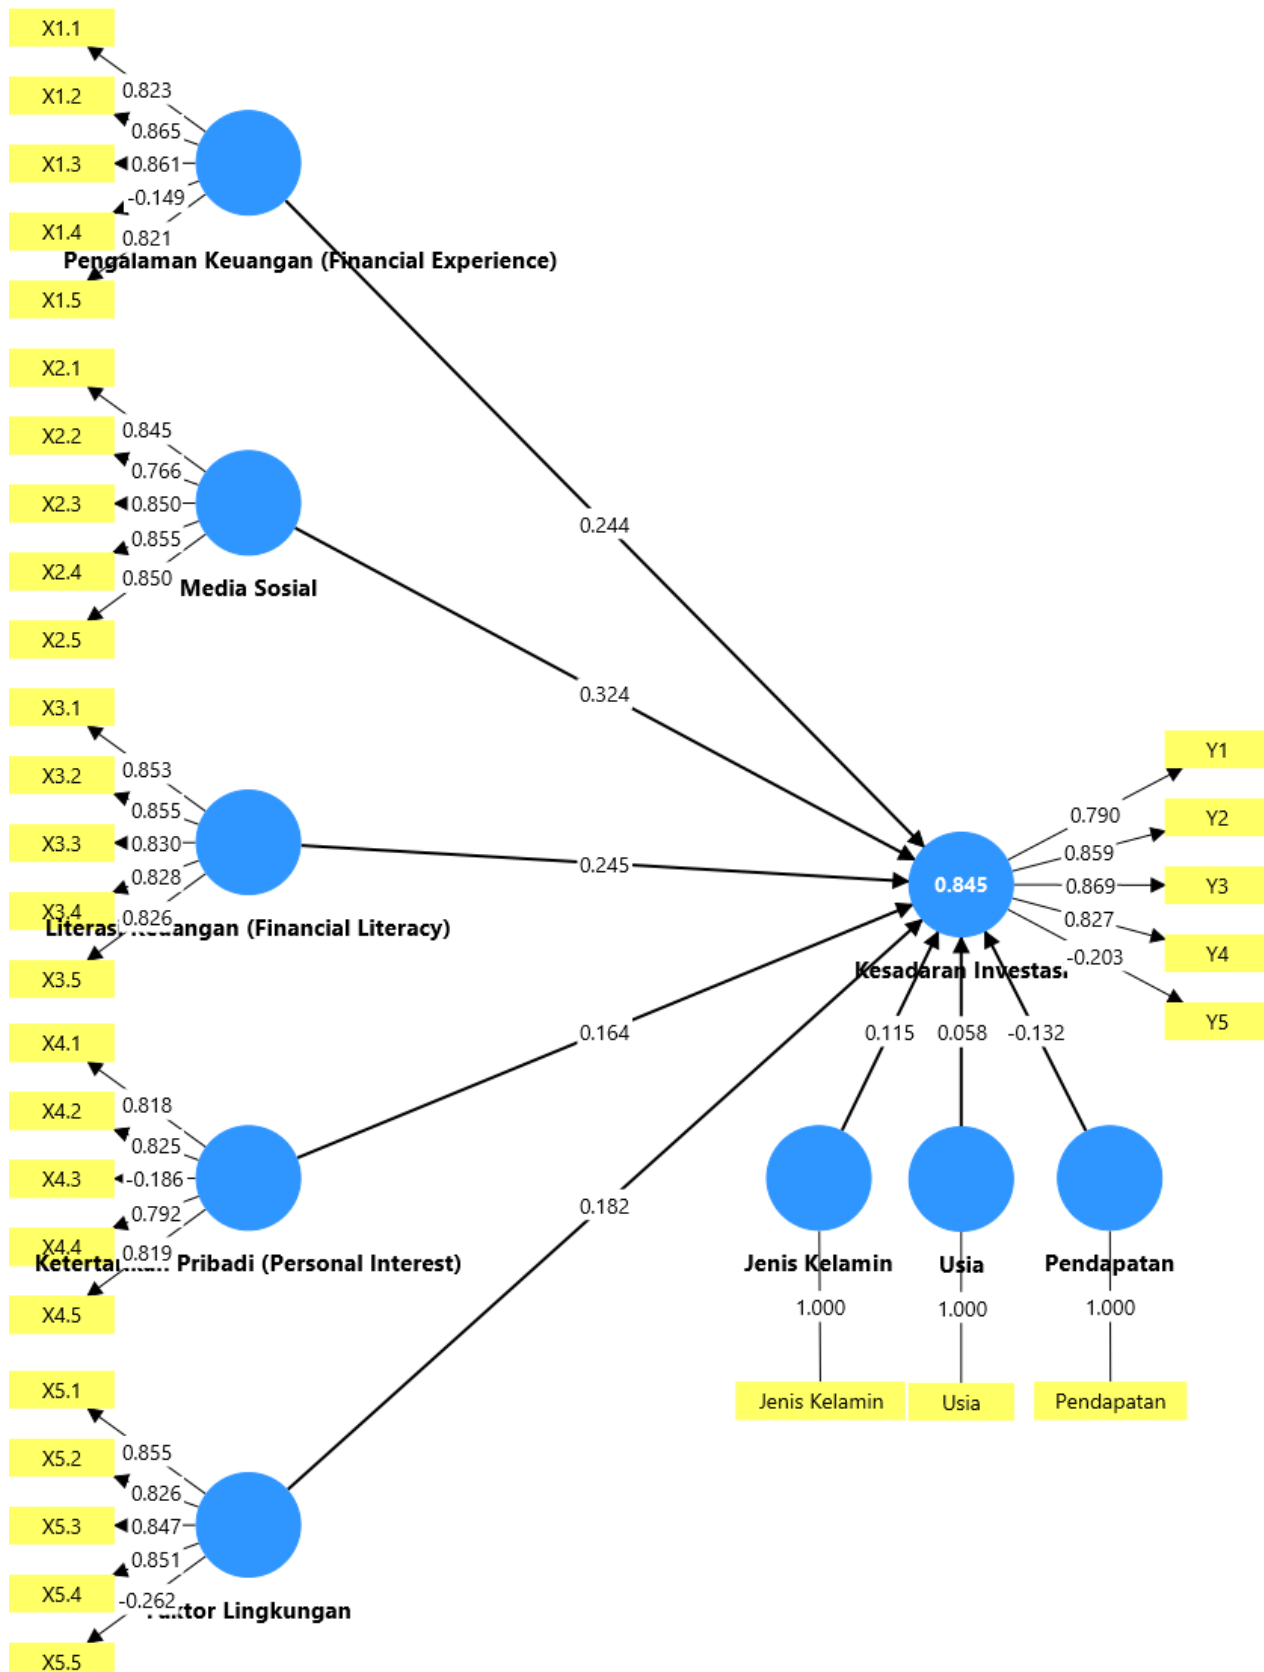 X1.1
0.823
X1.2
0.865
X1.3
0.861
-0.149
X1.4
0.821
Pengalaman Keuangan (Financial Experience)
X1.5
X2.1
0.845
X2.2
0.766
X2.3
0.850
0.855
X2.4
0.850
Media Sosial
X2.5
X3.1
0.853
X3.2
0.855
X3.3
0.830
0.828
X3.4
0.826
(Financial Literacy)
X3.5
X4.1
0.818
X4.2
0.825
X4.3
-0.186
0.792
X4.4
0.819
Pribadi (Personal Interest)
X4.5
X5.1
0.855
X5.2
0.826
X5.3
0.847
0.851
X5.4
-0.262
Lingkungan
X5.5
0.244
0.324
0.245
0.164
0.182
0.845
Kesadaran Investasi
Y1
0.790
Y2
0.859
Y3
0.869
0.827
Y4
-0.203
Y5
0.115
0.058
-0.132
Jenis Kelamin
Usia
Pendapatan
1.000
1.000
1.000
Jenis Kelamin
Usia
Pendapatan